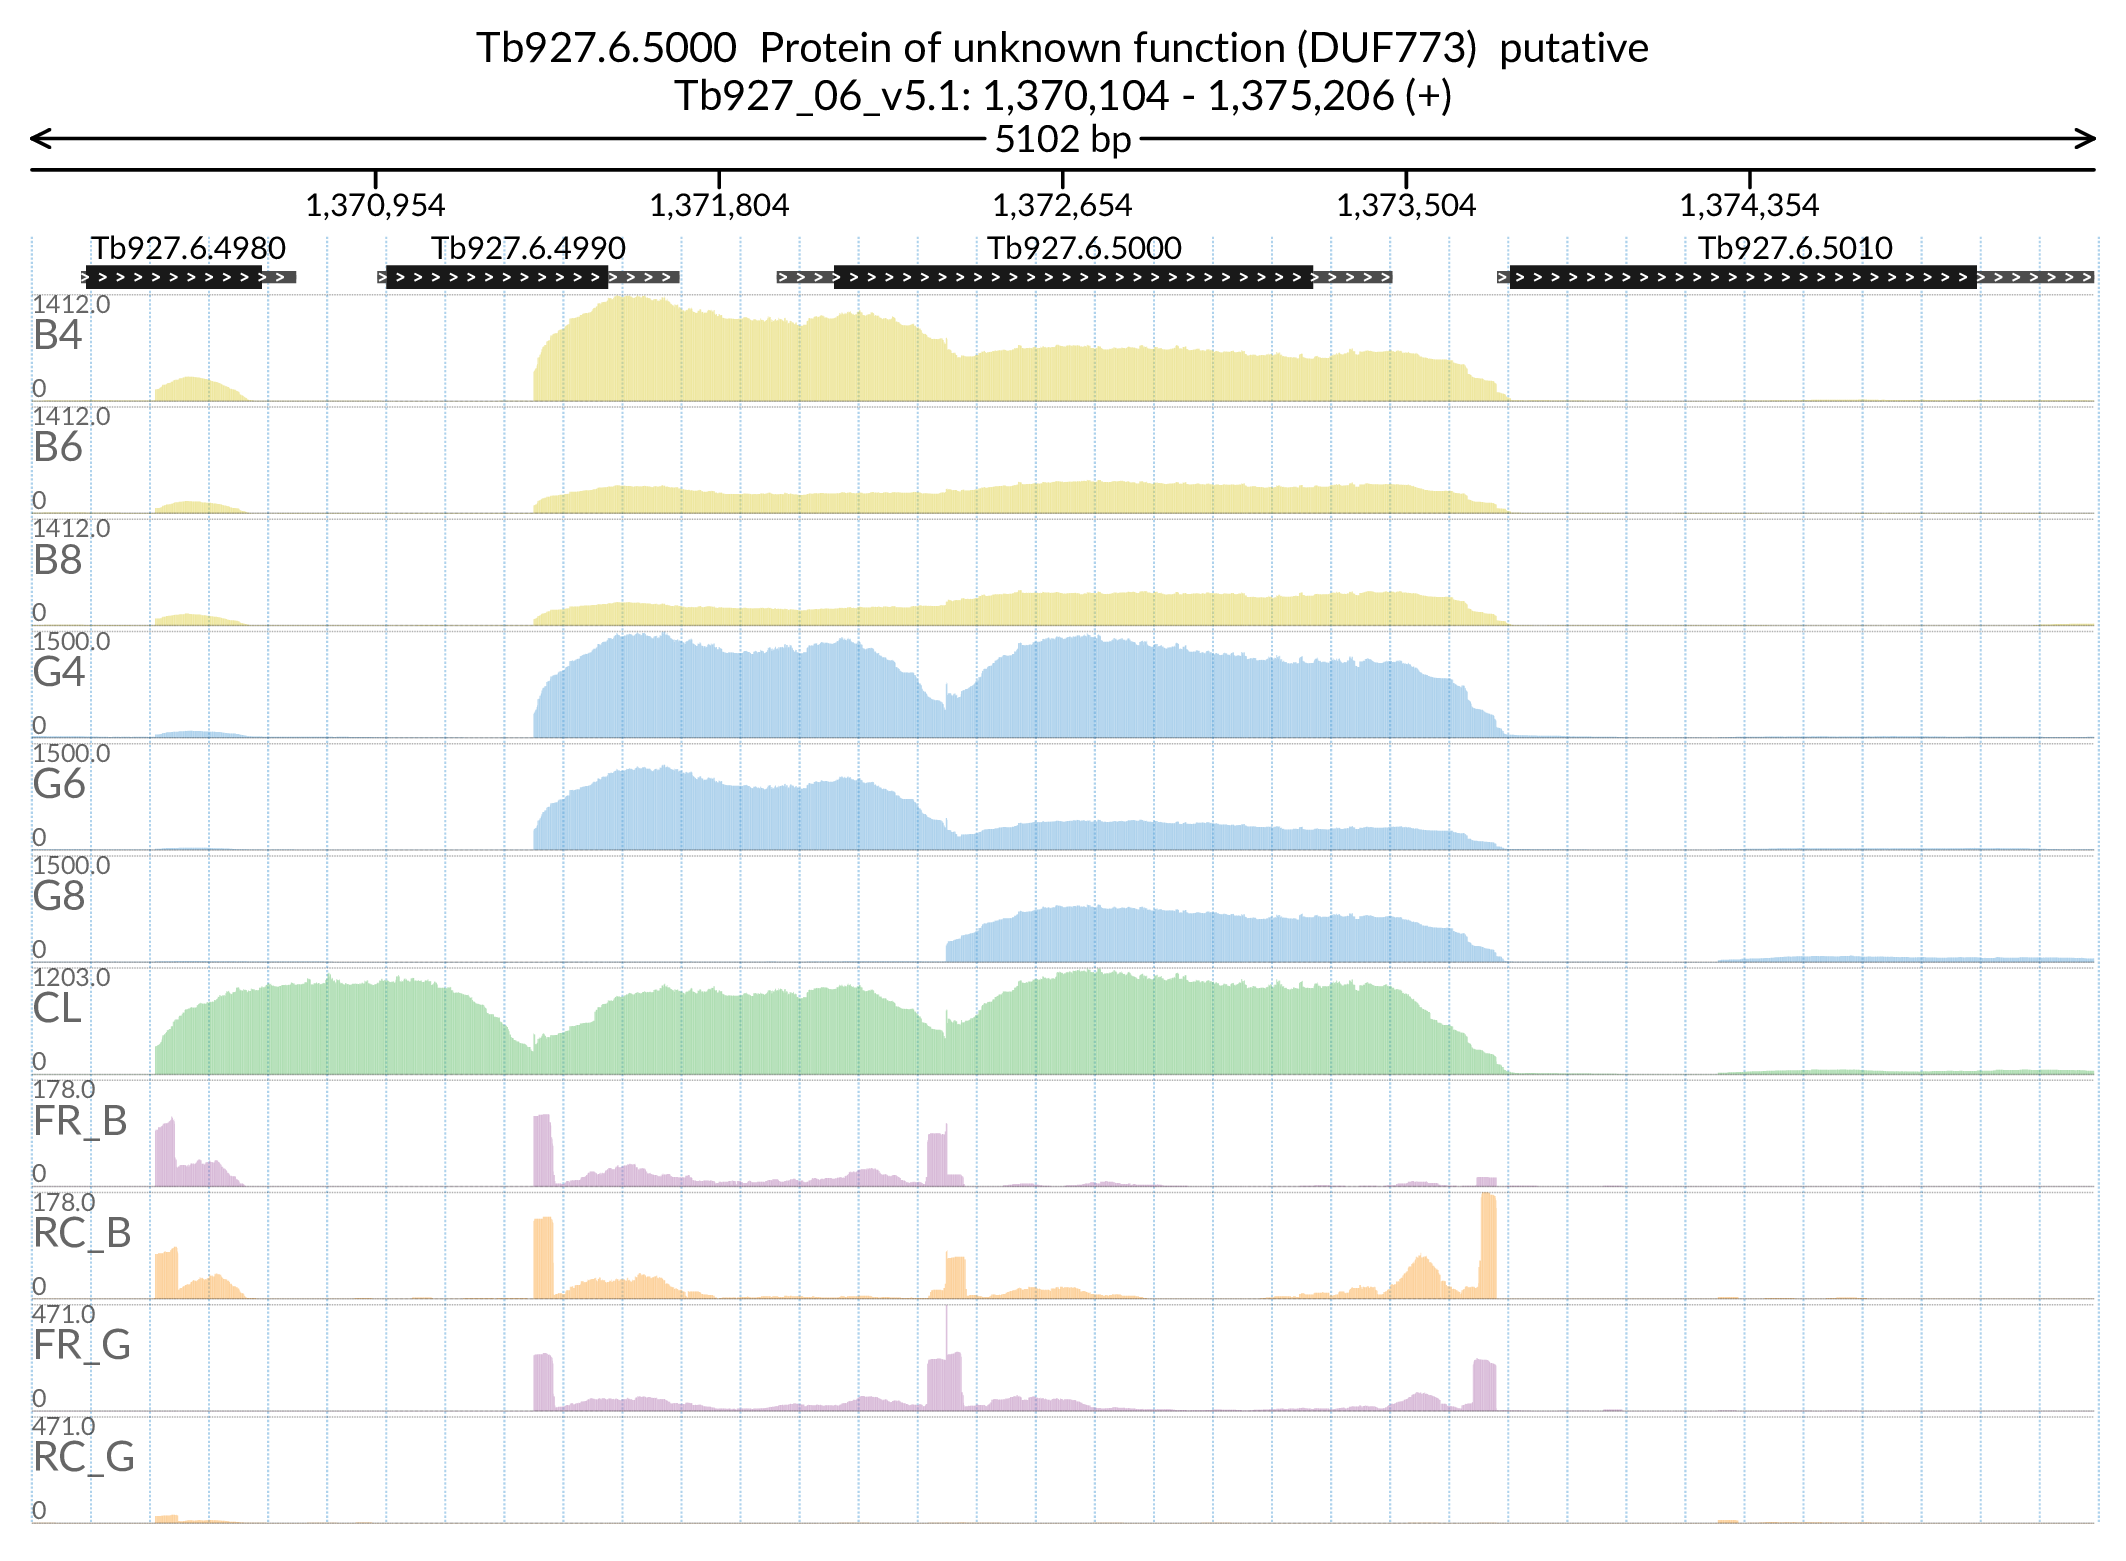 Tb927.6.5000  Protein of unknown function (DUF773)  putative
Tb927_06_v5.1: 1,370,104 - 1,375,206 (+)
5102 bp
1,370,954 1,371,804 1,372,654 1,373,504 1,374,354
Tb927.6.4980 Tb927.6.4990 Tb927.6.5000 Tb927.6.5010
1412.0
B4
0
1412.0
B6
0
1412.0
B8
0
1500.0
G4
0
1500.0
G6
0
1500.0
G8
0
1203.0
CL
0
178.0
FR_B
0
178.0
RC_B
0
471.0
FR_G
0
471.0
RC_G
0